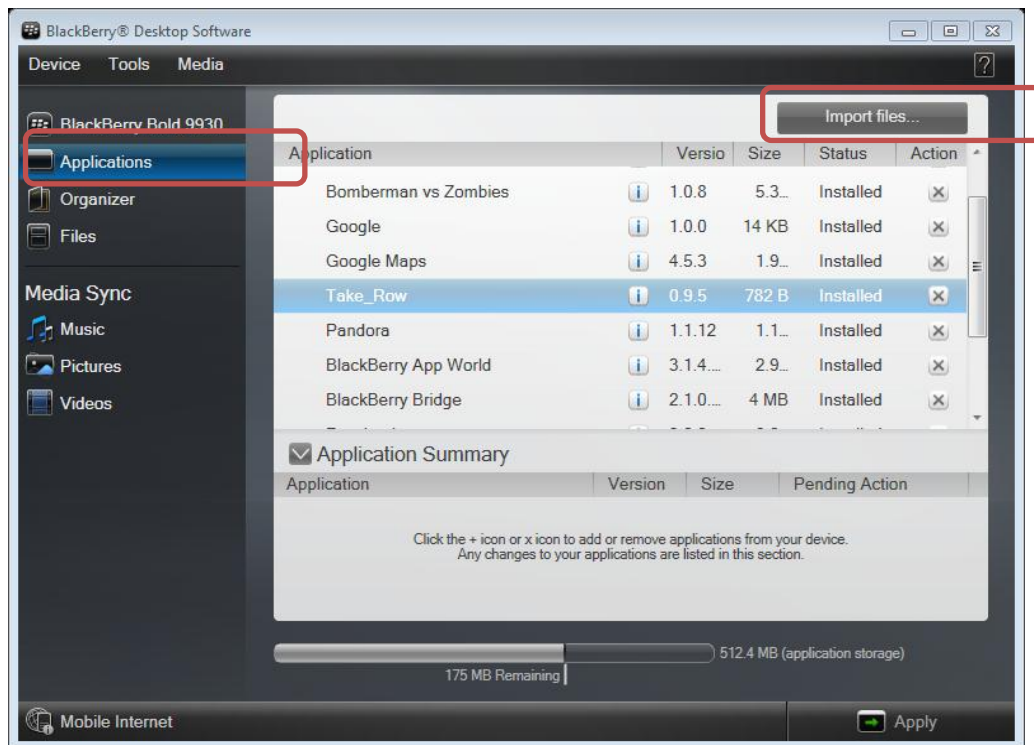 BlackBerry® Desktop Software
Device Tools Media ?
BlackBerry Bold 9930
Applications
Organizer
Files
Media Sync
Music
Pictures
Videos
Import files...
Application Versio Size Status Action
Bomberman vs Zombies i 1.0.8 5.3... Installed
Google i 1.0.0 14 KB Installed
Google Maps i 4.5.3 1.9... Installed
Take_Row i 0.9.5 782 B Installed
Pandora i 1.1.12 1.1... Installed
BlackBerry App World i 3.1.4.... 2.9... Installed
BlackBerry Bridge i 2.1.0.... 4 MB Installed
Application Summary
Application Version Size Pending Action
Click the + icon or x icon to add or remove applications from your device.
Any changes to your applications are listed in this section.
512.4 MB (application storage)
175 MB Remaining
Mobile Internet
Apply